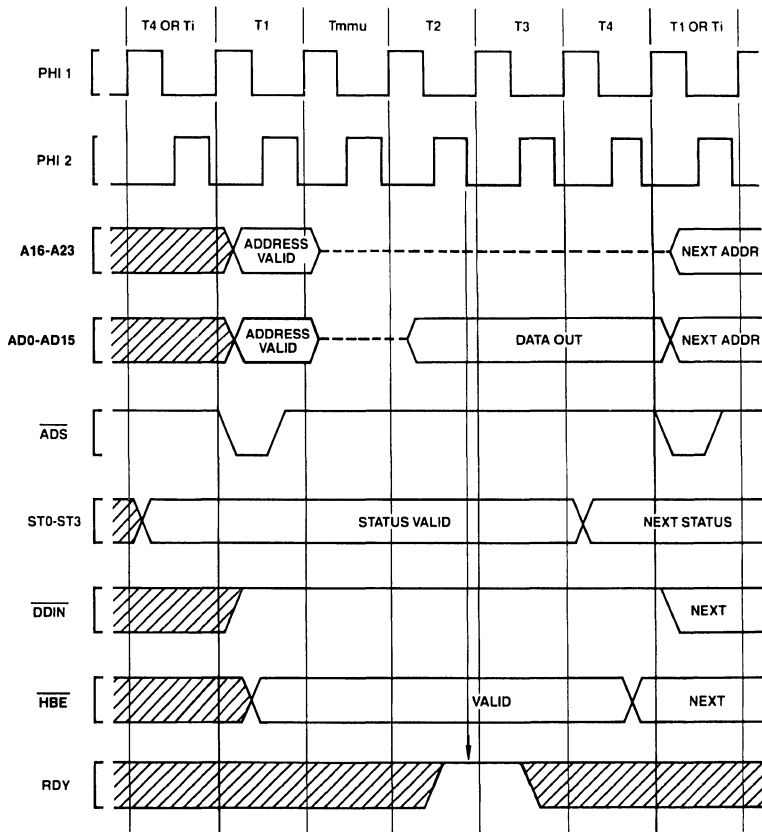 T4 OR Ti T1 Tmmu T2 T3 T4 T1 OR Ti
PHI 1
PHI 2
A16-A23 ADDRESS VALID NEXT ADDR
AD0-AD15 ADDRESS VALID DATA OUT NEXT ADDR
ADS
ST0-ST3 STATUS VALID NEXT STATUS
DDIN NEXT
HBE VALID NEXT
RDY